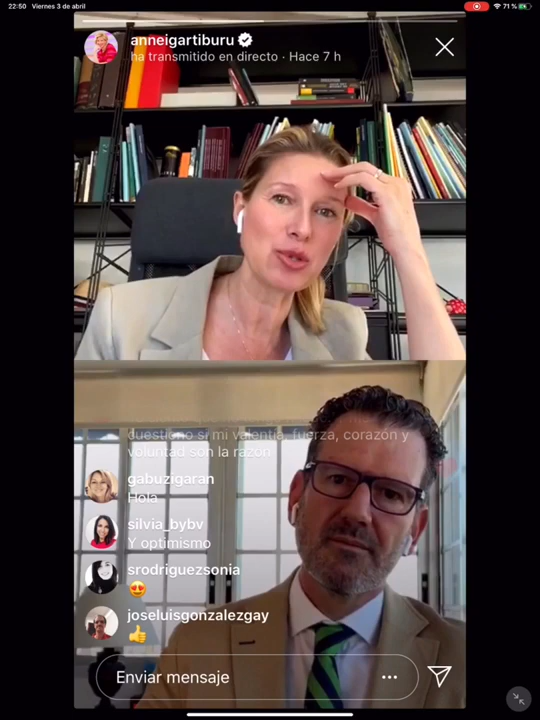 22:50 Viernes 3 de abril
71 %
anneigartiburu
ha transmitido en directo · Hace 7 h
cuestiono si mi valentía, fuerza, corazón y
voluntad son la razón
gabuzigaran
Hola
silvia_bybv
Y optimismo
srodriguezsonia
😍
joseluisgonzalezgay
👍
Enviar mensaje